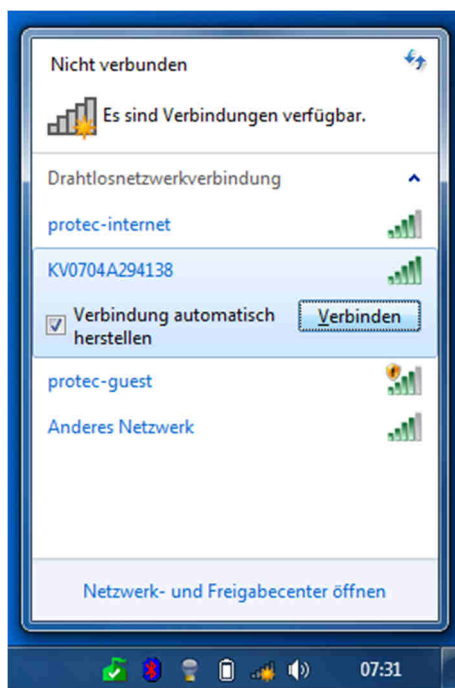 Nicht verbunden
Es sind Verbindungen verfügbar.
Drahtlosnetzwerkverbindung
protec-internet
KV0704A294138
Verbindung automatisch
herstellen
Verbinden
protec-guest
Anderes Netzwerk
Netzwerk- und Freigabecenter öffnen
07:31